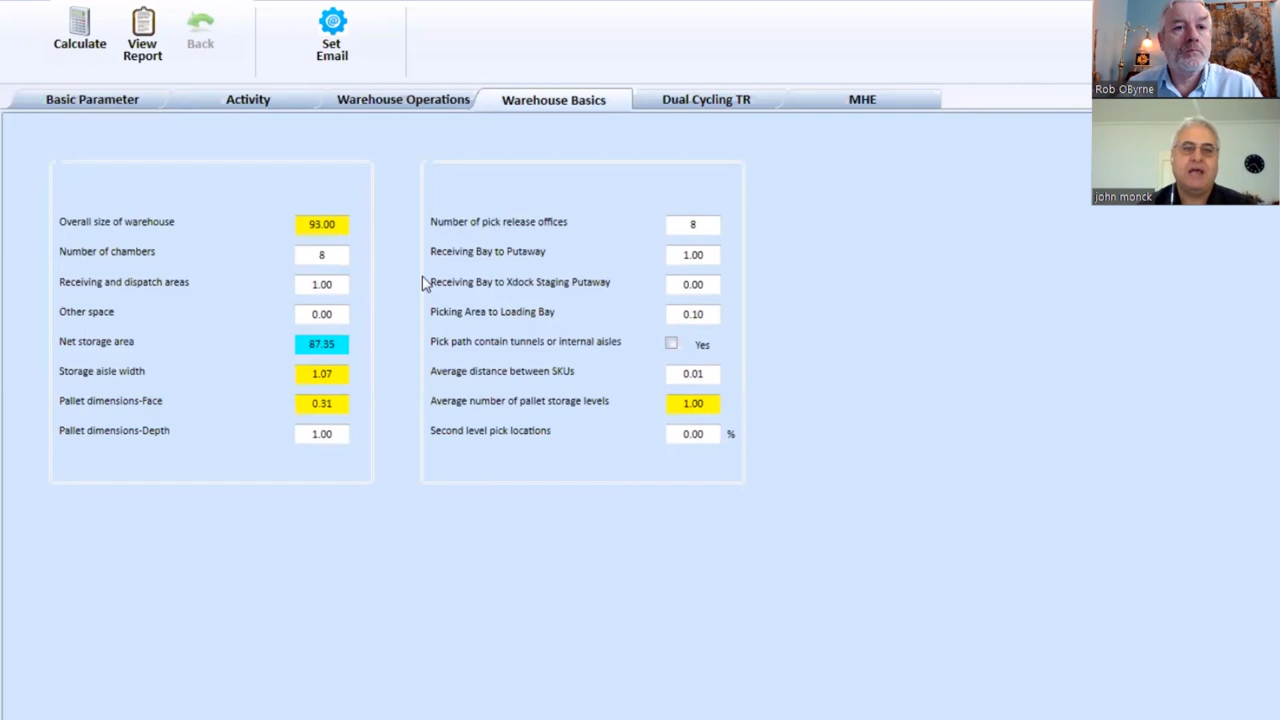 Calculate
View
Report
Back
Set
Email
Rob OByrne
john monck
Basic Parameter
Activity
Warehouse Operations
Warehouse Basics
Dual Cycling TR
MHE
Overall size of warehouse 93.00
Number of chambers 8
Receiving and dispatch areas 1.00
Other space 0.00
Net storage area 87.35
Storage aisle width 1.07
Pallet dimensions-Face 0.31
Pallet dimensions-Depth 1.00
Number of pick release offices 8
Receiving Bay to Putaway 1.00
Receiving Bay to Xdock Staging Putaway 0.00
Picking Area to Loading Bay 0.10
Pick path contain tunnels or internal aisles Yes
Average distance between SKUs 0.01
Average number of pallet storage levels 1.00
Second level pick locations 0.00 %